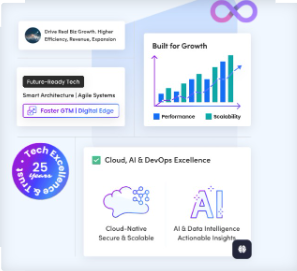 Drive Real Biz Growth. Higher
Efficiency, Revenue, Expansion
Built for Growth
Performance
Scalability
Future-Ready Tech
Smart Architecture | Agile Systems
Faster GTM | Digital Edge
Tech Excellence & Trust
25
Years
Cloud, AI & DevOps Excellence
Cloud-Native
Secure & Scalable
AI
AI & Data Intelligence
Actionable Insights